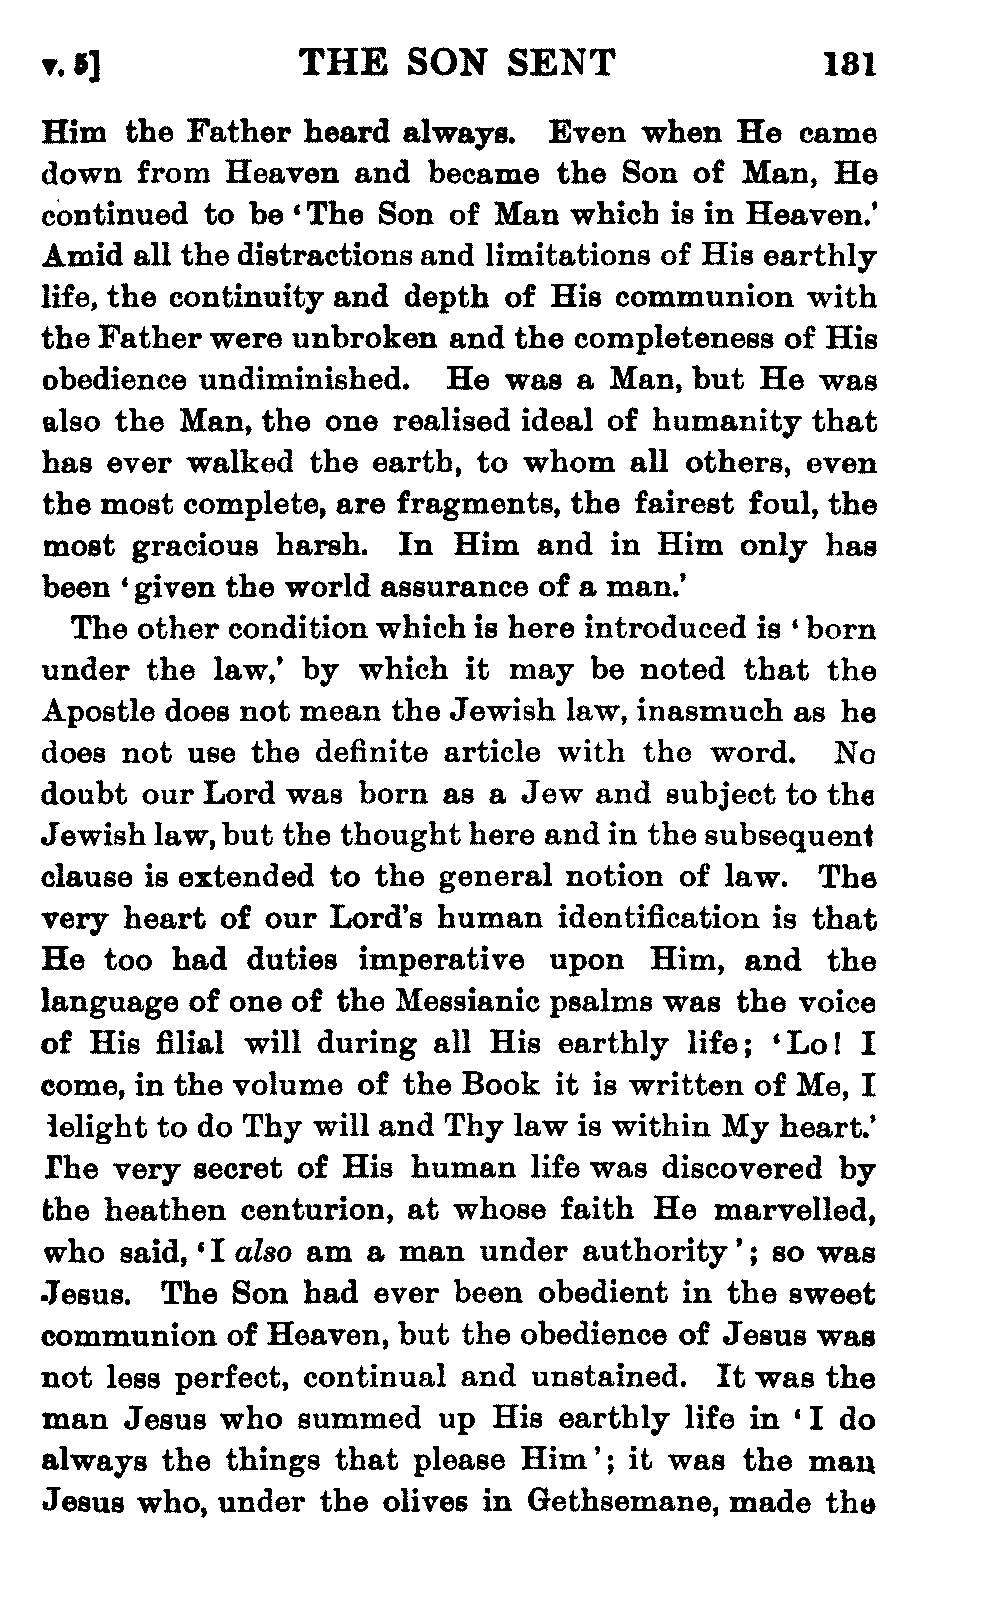 v. 5] THE SON SENT 131
Him the Father heard always. Even when He came
down from Heaven and became the Son of Man, He
continued to be ‘The Son of Man which is in Heaven.’
Amid all the distractions and limitations of His earthly
life, the continuity and depth of His communion with
the Father were unbroken and the completeness of His
obedience undiminished. He was a Man, but He was
also the Man, the one realised ideal of humanity that
has ever walked the earth, to whom all others, even
the most complete, are fragments, the fairest foul, the
most gracious harsh. In Him and in Him only has
been ‘given the world assurance of a man.’
The other condition which is here introduced is ‘born
under the law,’ by which it may be noted that the
Apostle does not mean the Jewish law, inasmuch as he
does not use the definite article with the word. No
doubt our Lord was born as a Jew and subject to the
Jewish law, but the thought here and in the subsequent
clause is extended to the general notion of law. The
very heart of our Lord's human identification is that
He too had duties imperative upon Him, and the
language of one of the Messianic psalms was the voice
of His filial will during all His earthly life; ‘Lo! I
come, in the volume of the Book it is written of Me, I
delight to do Thy will and Thy law is within My heart.’
The very secret of His human life was discovered by
the heathen centurion, at whose faith He marvelled,
who said, ‘I also am a man under authority’; so was
Jesus. The Son had ever been obedient in the sweet
communion of Heaven, but the obedience of Jesus was
not less perfect, continual and unstained. It was the
man Jesus who summed up His earthly life in ‘I do
always the things that please Him’; it was the man
Jesus who, under the olives in Gethsemane, made the